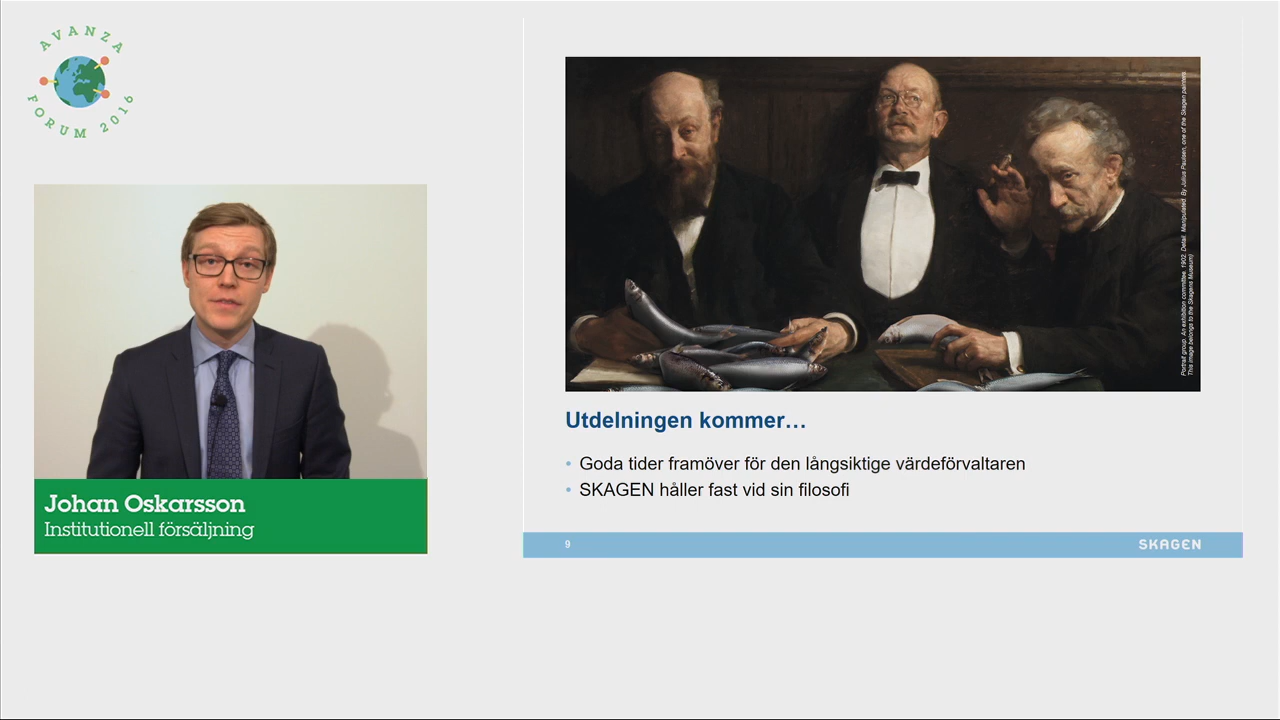 AVANZA
FORUM 2016
Johan Oskarsson
Institutionell försäljning
Portrait group. An exhibition committee. 1902. Detail. Manipulated. By Julius Paulsen, one of the Skagen painters
This image belongs to the Skagens Museum)
Utdelningen kommer…
• Goda tider framöver för den långsiktige värdeförvaltaren
• SKAGEN håller fast vid sin filosofi
9
SKAGEN